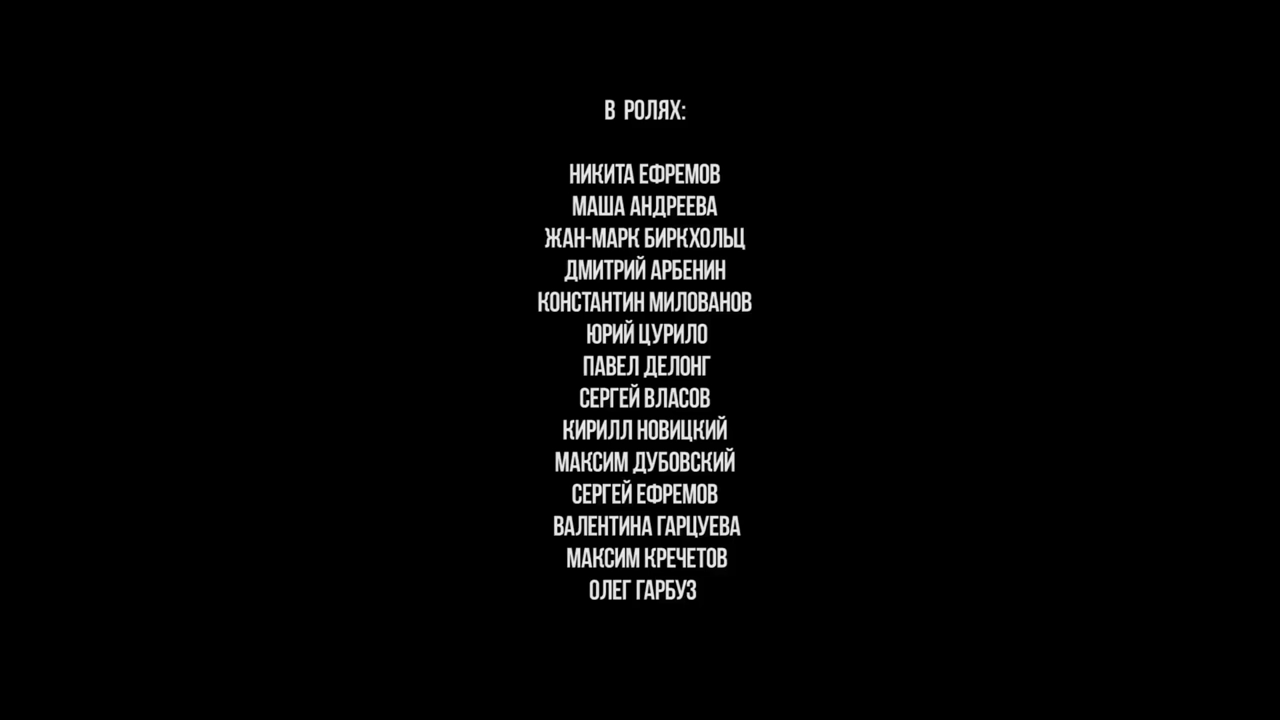 В РОЛЯХ:
НИКИТА ЕФРЕМОВ
МАША АНДРЕЕВА
ЖАН-МАРК БИРКХОЛЬЦ
ДМИТРИЙ АРБЕНИН
КОНСТАНТИН МИЛОВАНОВ
ЮРИЙ ЦУРИЛО
ПАВЕЛ ДЕЛОНГ
СЕРГЕЙ ВЛАСОВ
КИРИЛЛ НОВИЦКИЙ
МАКСИМ ДУБОВСКИЙ
СЕРГЕЙ ЕФРЕМОВ
ВАЛЕНТИНА ГАРЦУЕВА
МАКСИМ КРЕЧЕТОВ
ОЛЕГ ГАРБУЗ